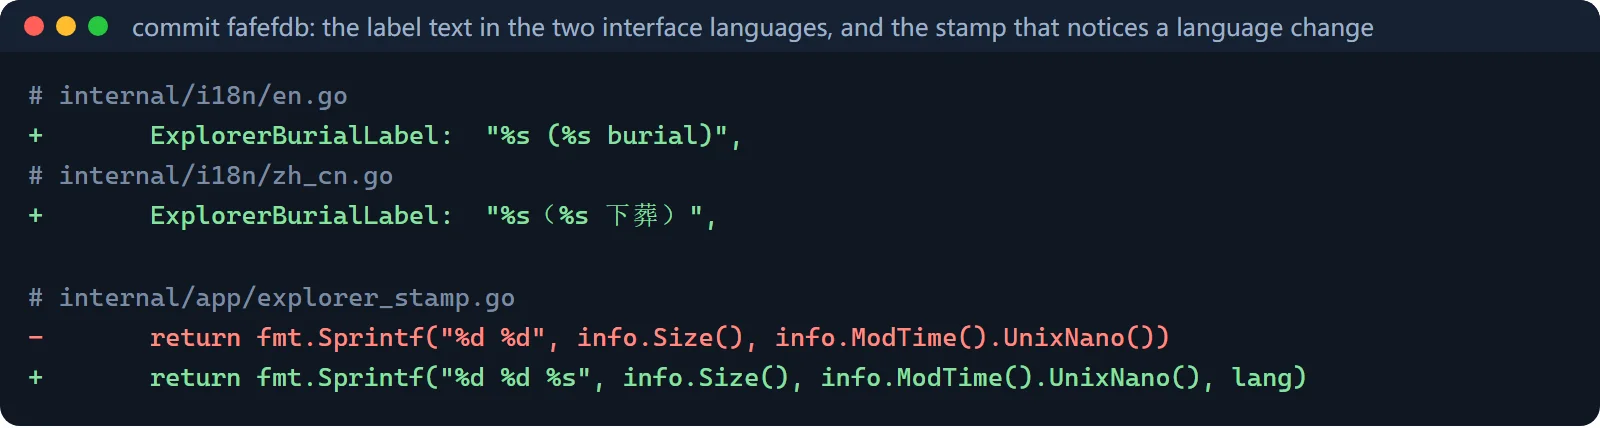 commit fafefdb: the label text in the two interface languages, and the stamp that notices a language change
# internal/i18n/en.go
+       ExplorerBurialLabel:  "%s (%s burial)",
# internal/i18n/zh_cn.go
+       ExplorerBurialLabel:  "%s（%s 下葬）",
# internal/app/explorer_stamp.go
-       return fmt.Sprintf("%d %d", info.Size(), info.ModTime().UnixNano())
+       return fmt.Sprintf("%d %d %s", info.Size(), info.ModTime().UnixNano(), lang)